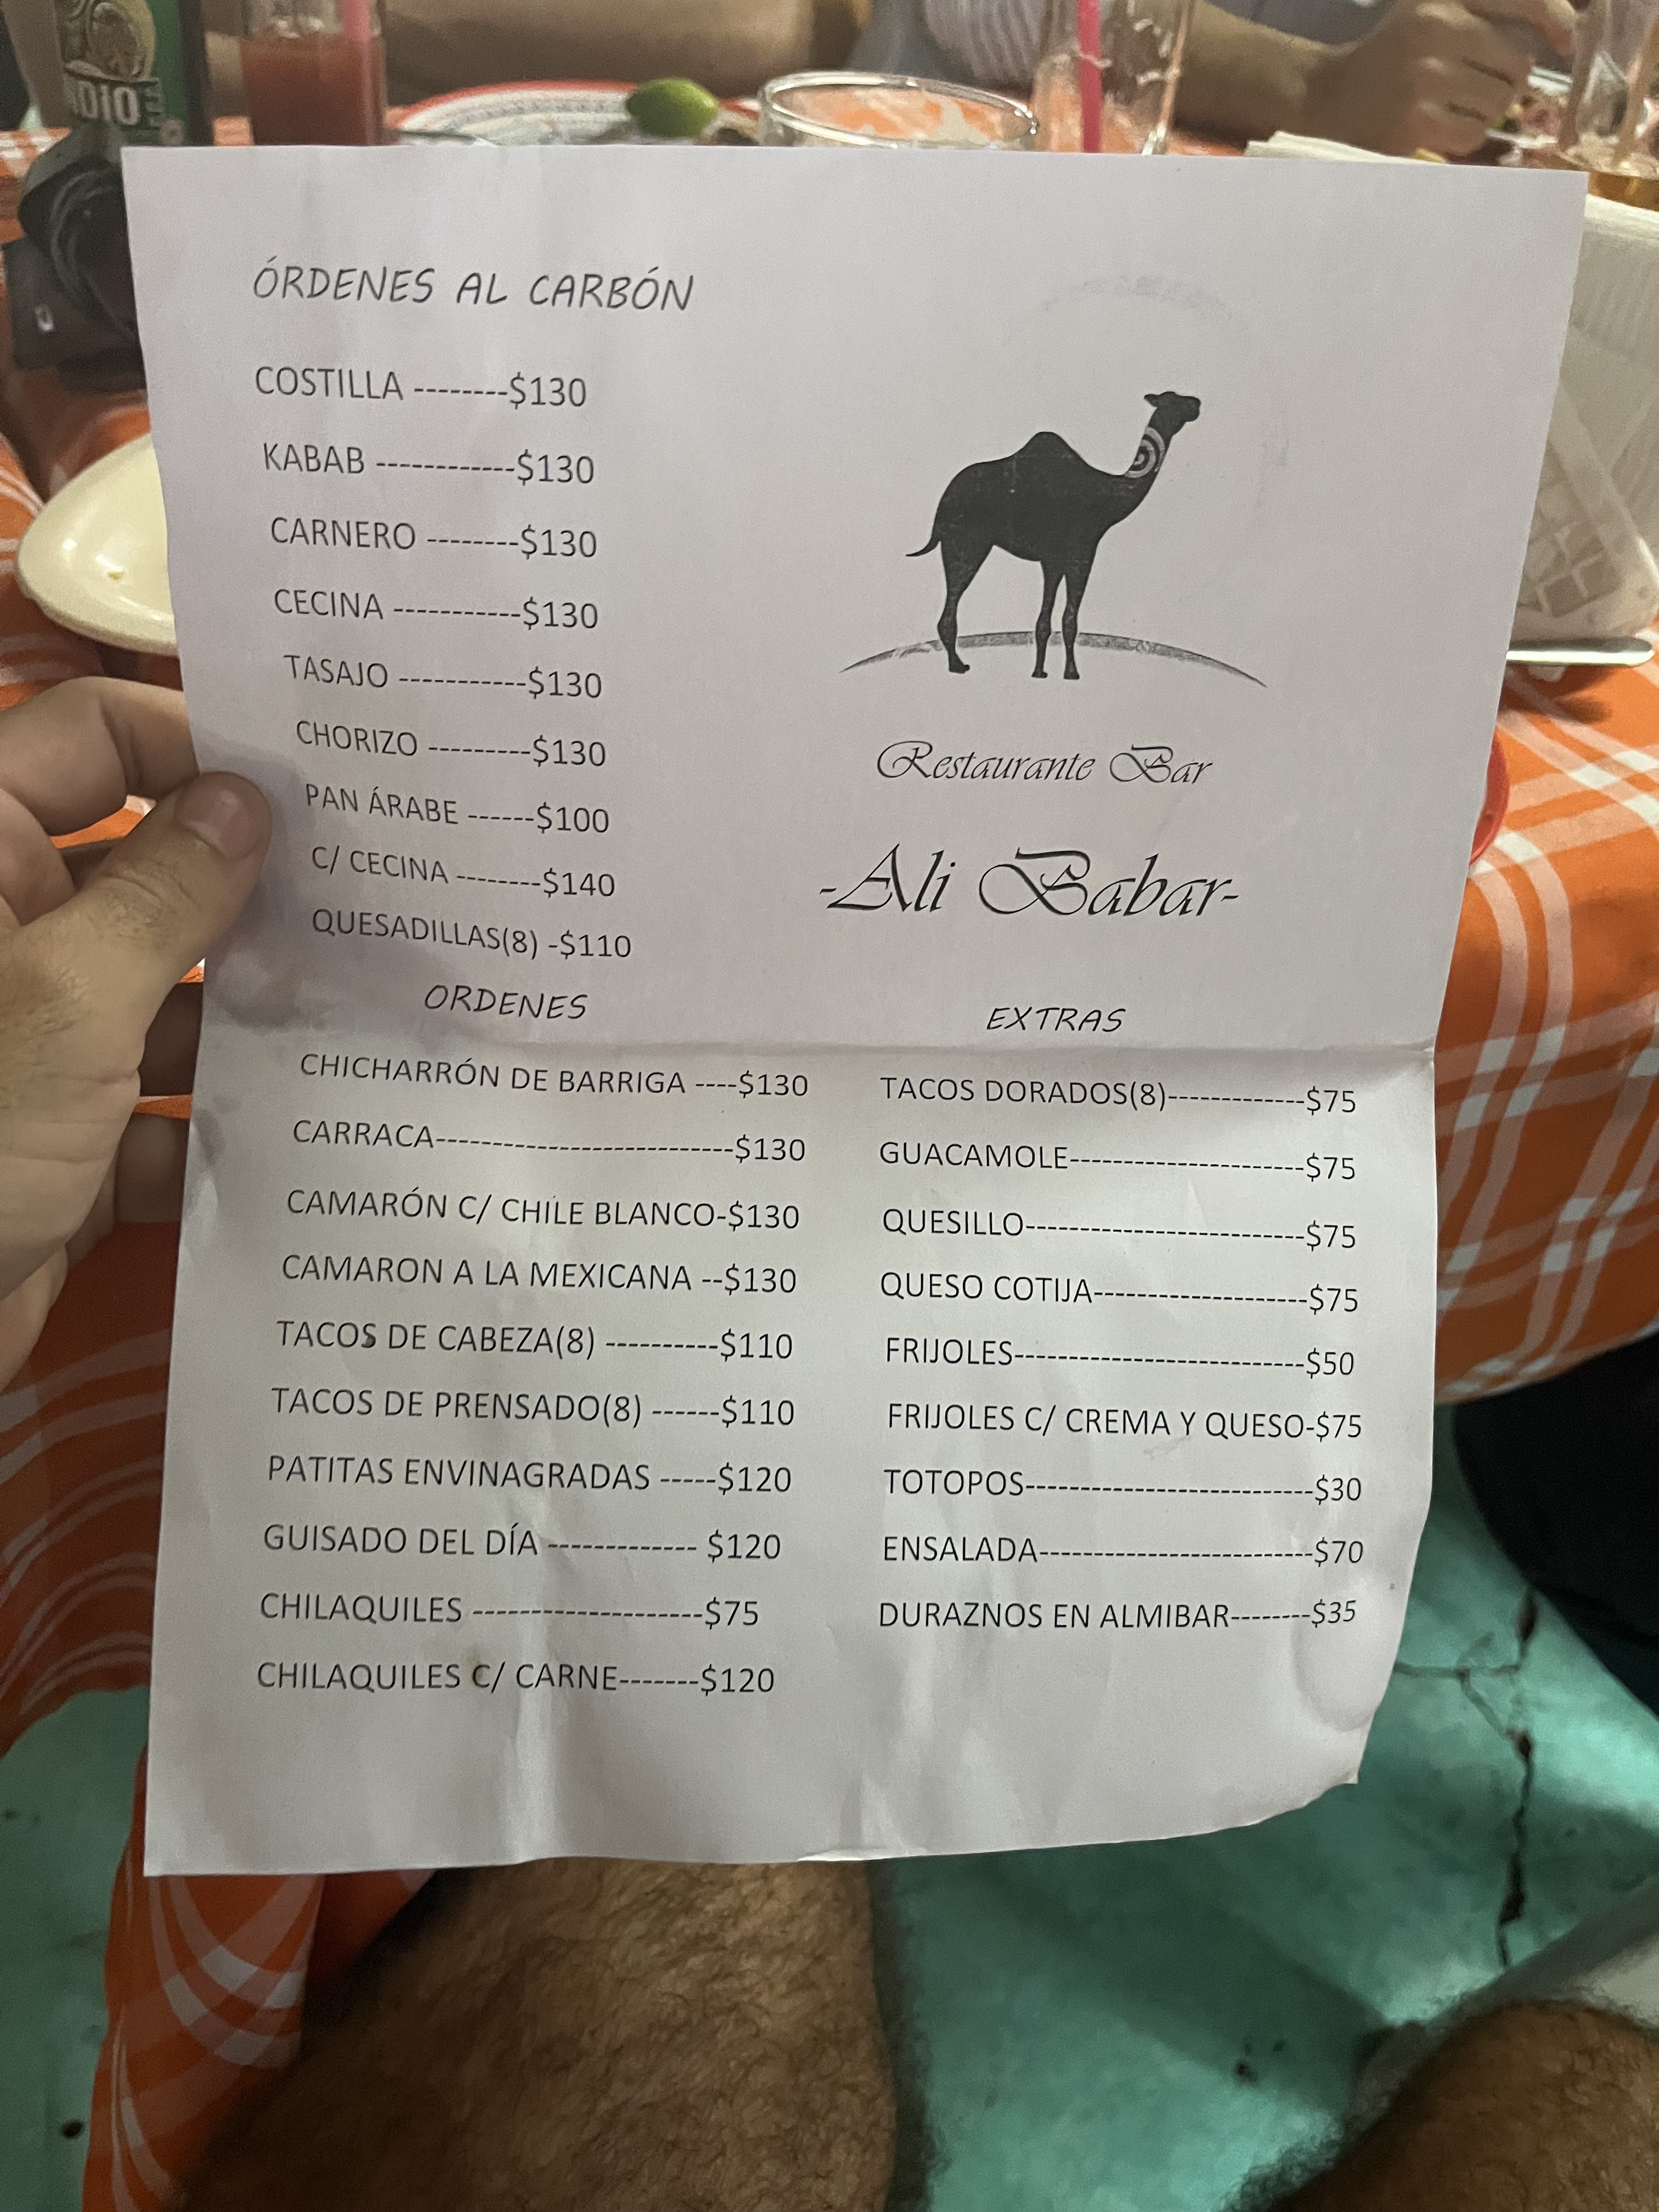 NDIO
ÓRDENES AL CARBÓN
COSTILLA --------$130
KABAB ------------$130
CARNERO --------$130
CECINA -----------$130
TASAJO -----------$130
CHORIZO ---------$130
PAN ÁRABE ------$100
C/ CECINA --------$140
QUESADILLAS(8) -$110
Restaurante Bar
-Ali Babar-
ORDENES
CHICHARRÓN DE BARRIGA ----$130
CARRACA---------------------------$130
CAMARÓN C/ CHILE BLANCO-$130
CAMARON A LA MEXICANA --$130
TACOS DE CABEZA(8) ----------$110
TACOS DE PRENSADO(8) ------$110
PATITAS ENVINAGRADAS -----$120
GUISADO DEL DÍA ------------- $120
CHILAQUILES --------------------$75
CHILAQUILES C/ CARNE-------$120
EXTRAS
TACOS DORADOS(8)-------------$75
GUACAMOLE----------------------$75
QUESILLO--------------------------$75
QUESO COTIJA--------------------$75
FRIJOLES---------------------------$50
FRIJOLES C/ CREMA Y QUESO-$75
TOTOPOS---------------------------$30
ENSALADA-------------------------$70
DURAZNOS EN ALMIBAR--------$35